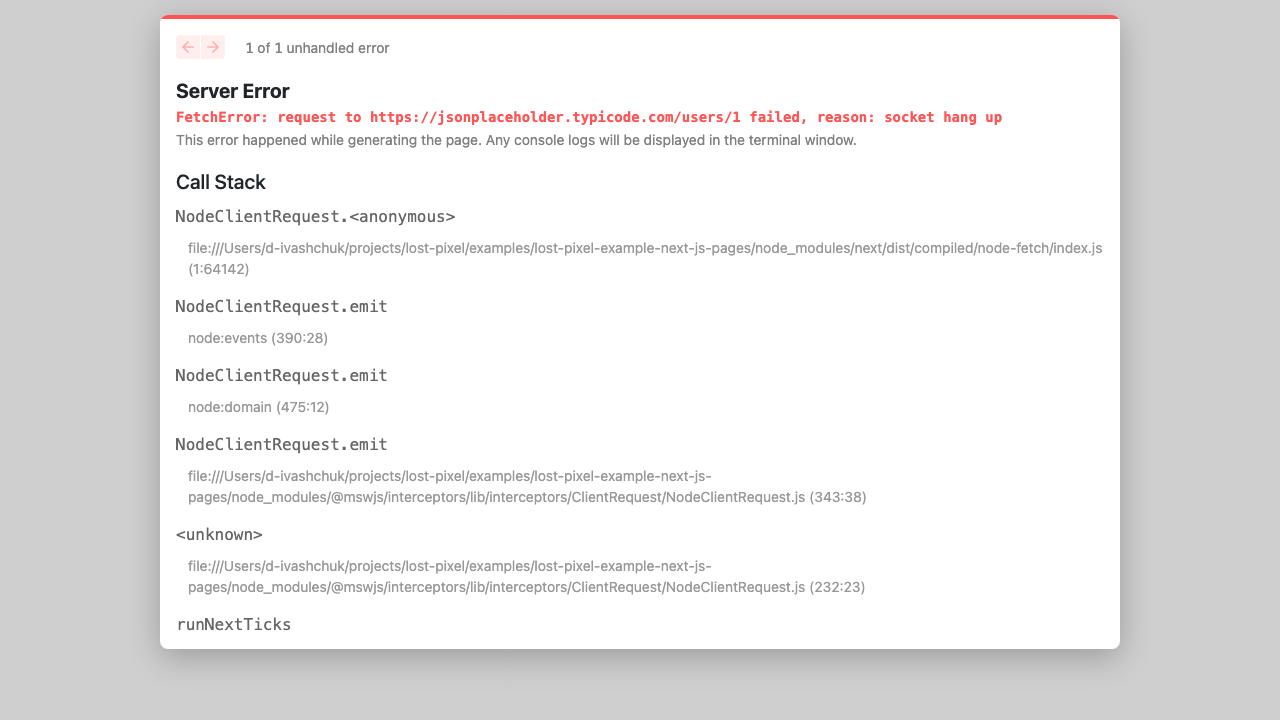 1 of 1 unhandled error
Server Error
FetchError: request to https://jsonplaceholder.typicode.com/users/1 failed, reason: socket hang up
This error happened while generating the page. Any console logs will be displayed in the terminal window.
Call Stack
NodeClientRequest.<anonymous>
file:///Users/d-ivashchuk/projects/lost-pixel/examples/lost-pixel-example-next-js-pages/node_modules/next/dist/compiled/node-fetch/index.js
(1:64142)
NodeClientRequest.emit
node:events (390:28)
NodeClientRequest.emit
node:domain (475:12)
NodeClientRequest.emit
file:///Users/d-ivashchuk/projects/lost-pixel/examples/lost-pixel-example-next-js-
pages/node_modules/@mswjs/interceptors/lib/interceptors/ClientRequest/NodeClientRequest.js (343:38)
<unknown>
file:///Users/d-ivashchuk/projects/lost-pixel/examples/lost-pixel-example-next-js-
pages/node_modules/@mswjs/interceptors/lib/interceptors/ClientRequest/NodeClientRequest.js (232:23)
runNextTicks